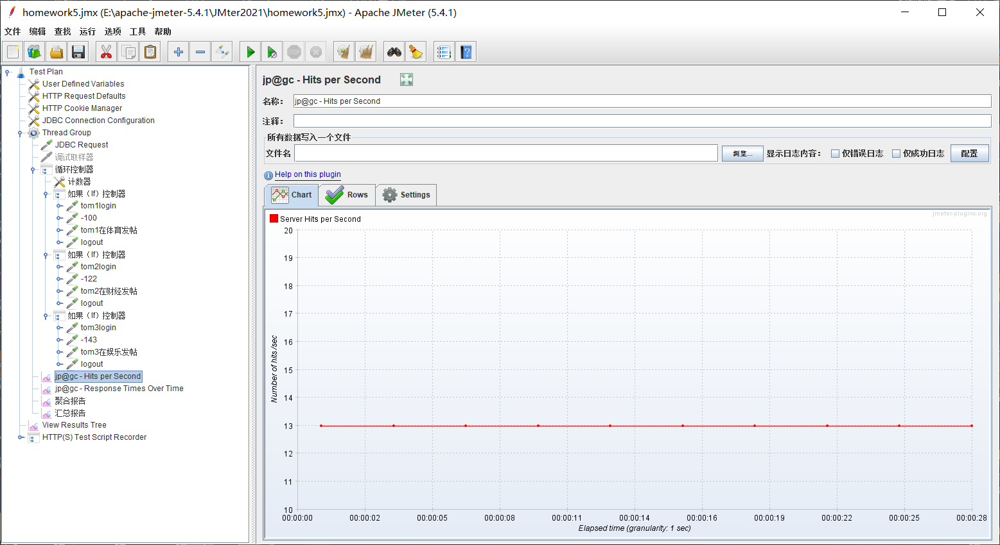 homework5.jmx (E:\apache-jmeter-5.4.1\JMter2021\homework5.jmx) - Apache JMeter (5.4.1)
文件 编辑 查找 运行 选项 工具 帮助
STOP
Test Plan
User Defined Variables
HTTP Request Defaults
HTTP Cookie Manager
JDBC Connection Configuration
Thread Group
JDBC Request
调试取样器
循环控制器
计数器
如果（If）控制器
tom1login
-100
tom1在体育发帖
logout
如果（If）控制器
tom2login
-122
tom2在财经发帖
logout
如果（If）控制器
tom3login
-143
tom3在娱乐发帖
logout
jp@gc - Hits per Second
jp@gc - Response Times Over Time
聚合报告
汇总报告
View Results Tree
HTTP(S) Test Script Recorder
jp@gc - Hits per Second
名称： jp@gc - Hits per Second
注释：
所有数据写入一个文件
文件名 浏览... 显示日志内容： 仅错误日志 仅成功日志 配置
Help on this plugin
Chart Rows Settings
jmeter-plugins.org
Server Hits per Second
20
19
18
17
16
15
14
13
12
11
10
Number of hits /sec
00:00:00 00:00:02 00:00:05 00:00:08 00:00:11 00:00:14 00:00:16 00:00:19 00:00:22 00:00:25 00:00:28
Elapsed time (granularity: 1 sec)